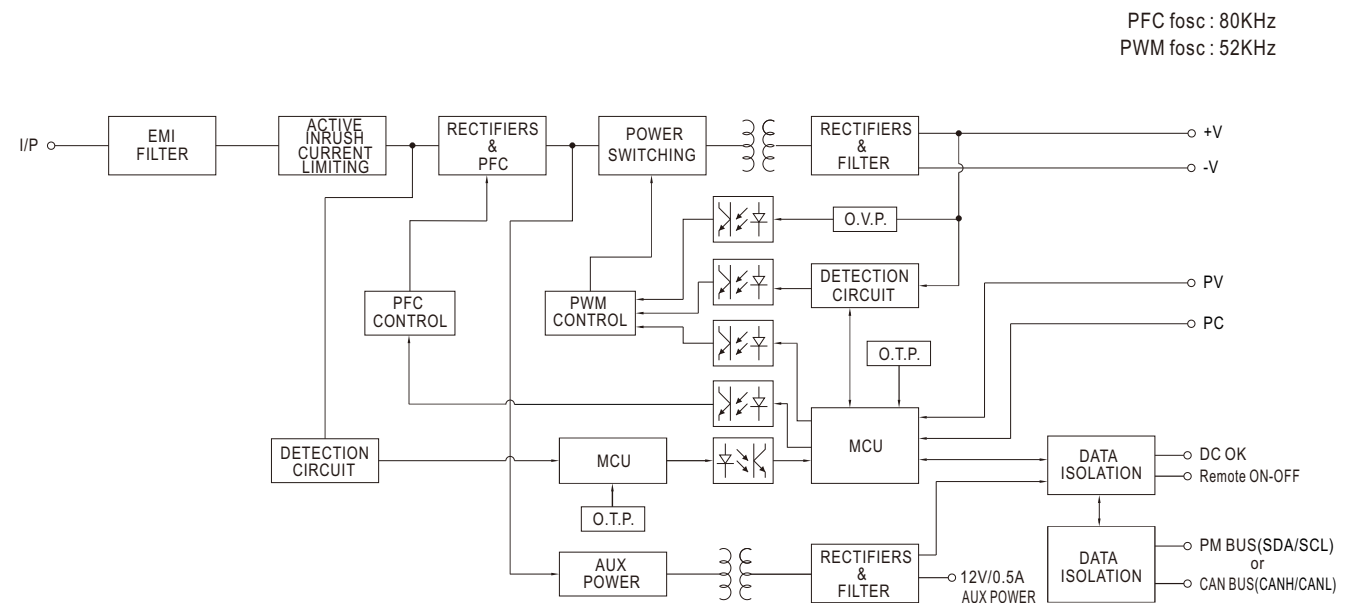 PFC fosc : 80KHz
PWM fosc : 52KHz
I/P
EMI
FILTER
ACTIVE
INRUSH
CURRENT
LIMITING
RECTIFIERS
&
PFC
POWER
SWITCHING
RECTIFIERS
&
FILTER
+V
-V
O.V.P.
DETECTION
CIRCUIT
PFC
CONTROL
PWM
CONTROL
PV
PC
O.T.P.
MCU
DETECTION
CIRCUIT
MCU
O.T.P.
DATA
ISOLATION
DC OK
Remote ON-OFF
AUX
POWER
RECTIFIERS
&
FILTER
12V/0.5A
AUX POWER
DATA
ISOLATION
PM BUS(SDA/SCL)
or
CAN BUS(CANH/CANL)